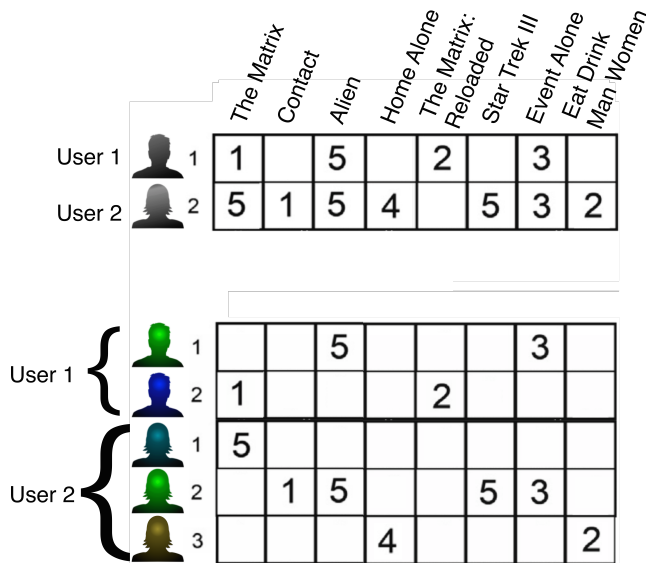 The Matrix
Contact
Alien
Home Alone
The Matrix:
Reloaded
Star Trek III
Event Alone
Eat Drink
Man Women
User 1 1 1 5 2 3
User 2 2 5 1 5 4 5 3 2
User 1
1 5 3
2 1 2
User 2
1 5
2 1 5 5 3
3 4 2